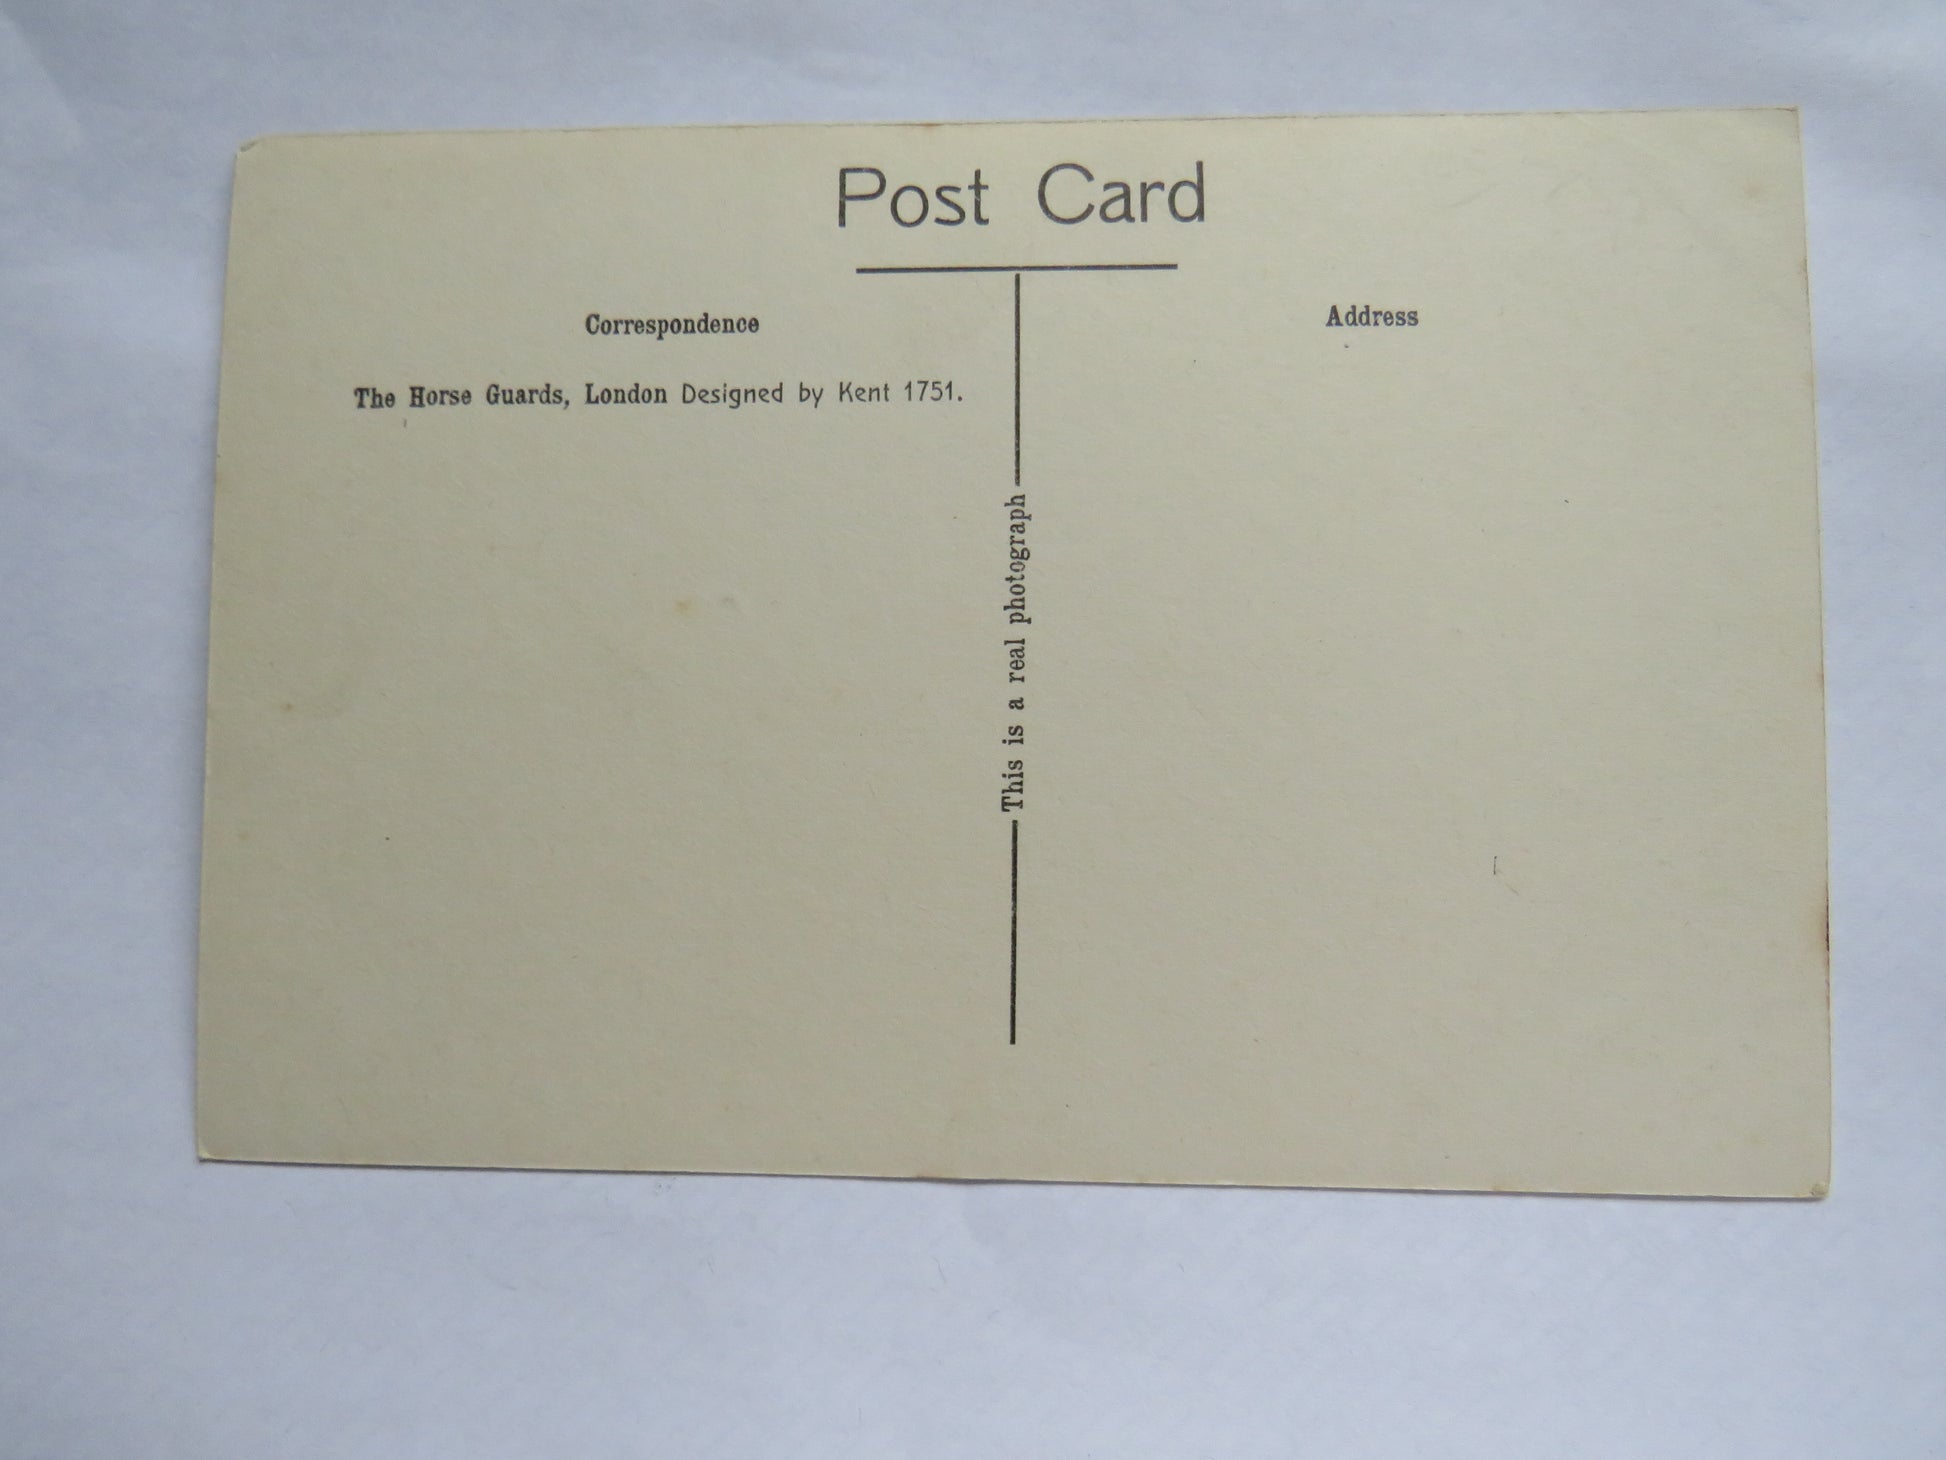 Post Card
Correspondence
Address
The Horse Guards, London Designed by Kent 1751.
This is a real photograph